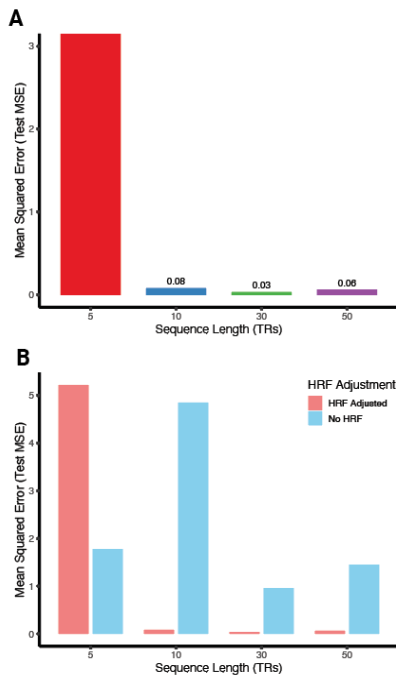 A
Mean Squared Error (Test MSE)
3
2
1
0
0.08
0.03
0.06
5
10
30
50
Sequence Length (TRs)
B
Mean Squared Error (Test MSE)
5
4
3
2
1
0
HRF Adjustment
HRF Adjusted
No HRF
5
10
30
50
Sequence Length (TRs)